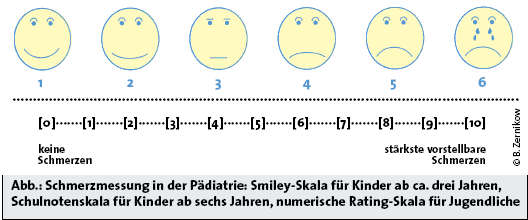 1 2 3 4 5 6
[0]·······[1]·······[2]·······[3]·······[4]·······[5]·······[6]·······[7]·······[8]·······[9]·······[10]
keine
Schmerzen
stärkste vorstellbare
Schmerzen
© B. Zernikow
Abb.: Schmerzmessung in der Pädiatrie: Smiley-Skala für Kinder ab ca. drei Jahren,
Schulnotenskala für Kinder ab sechs Jahren, numerische Rating-Skala für Jugendliche